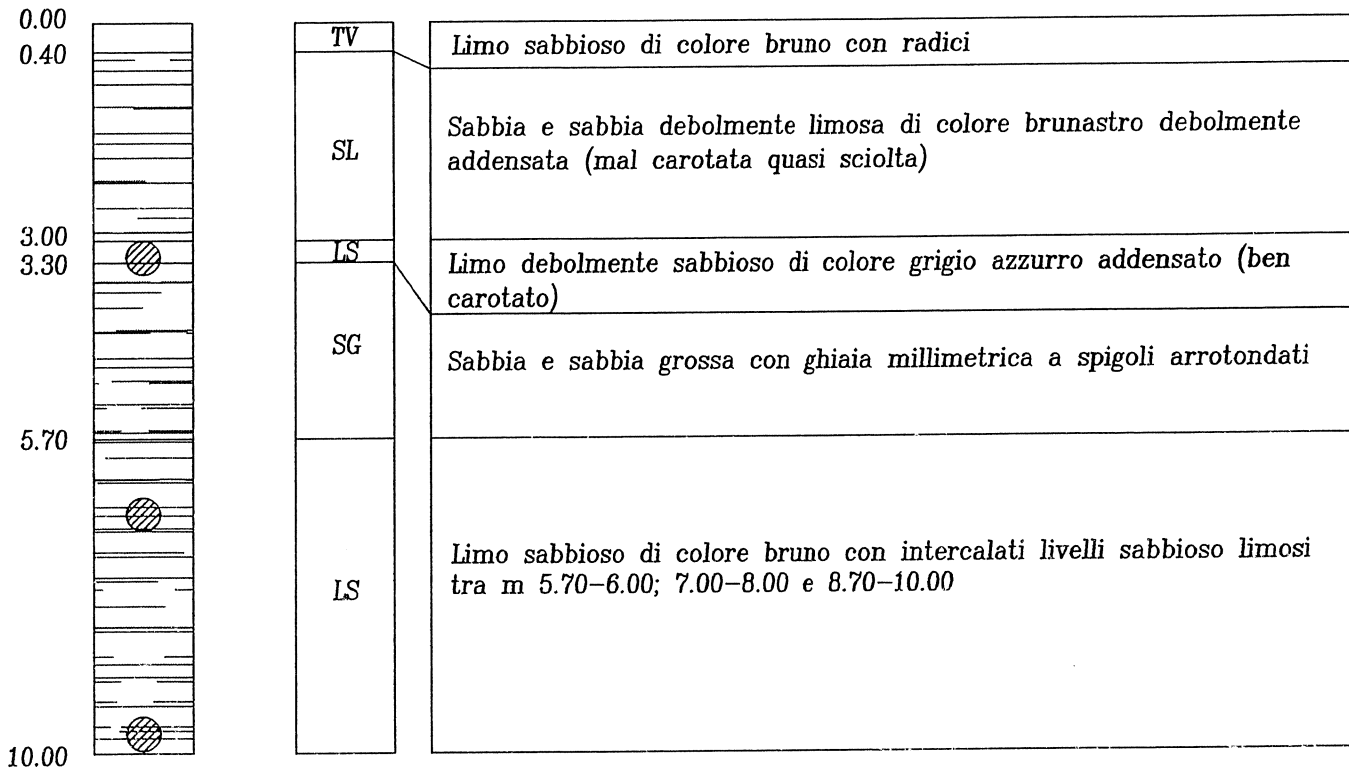 0.00
TV
Limo sabbioso di colore bruno con radici
0.40
SL
Sabbia e sabbia debolmente limosa di colore brunastro debolmente
addensata (mal carotata quasi sciolta)
3.00
LS
Limo debolmente sabbioso di colore grigio azzurro addensato (ben
carotato)
3.30
SG
Sabbia e sabbia grossa con ghiaia millimetrica a spigoli arrotondati
5.70
LS
Limo sabbioso di colore bruno con intercalati livelli sabbioso limosi
tra m 5.70-6.00; 7.00-8.00 e 8.70-10.00
10.00